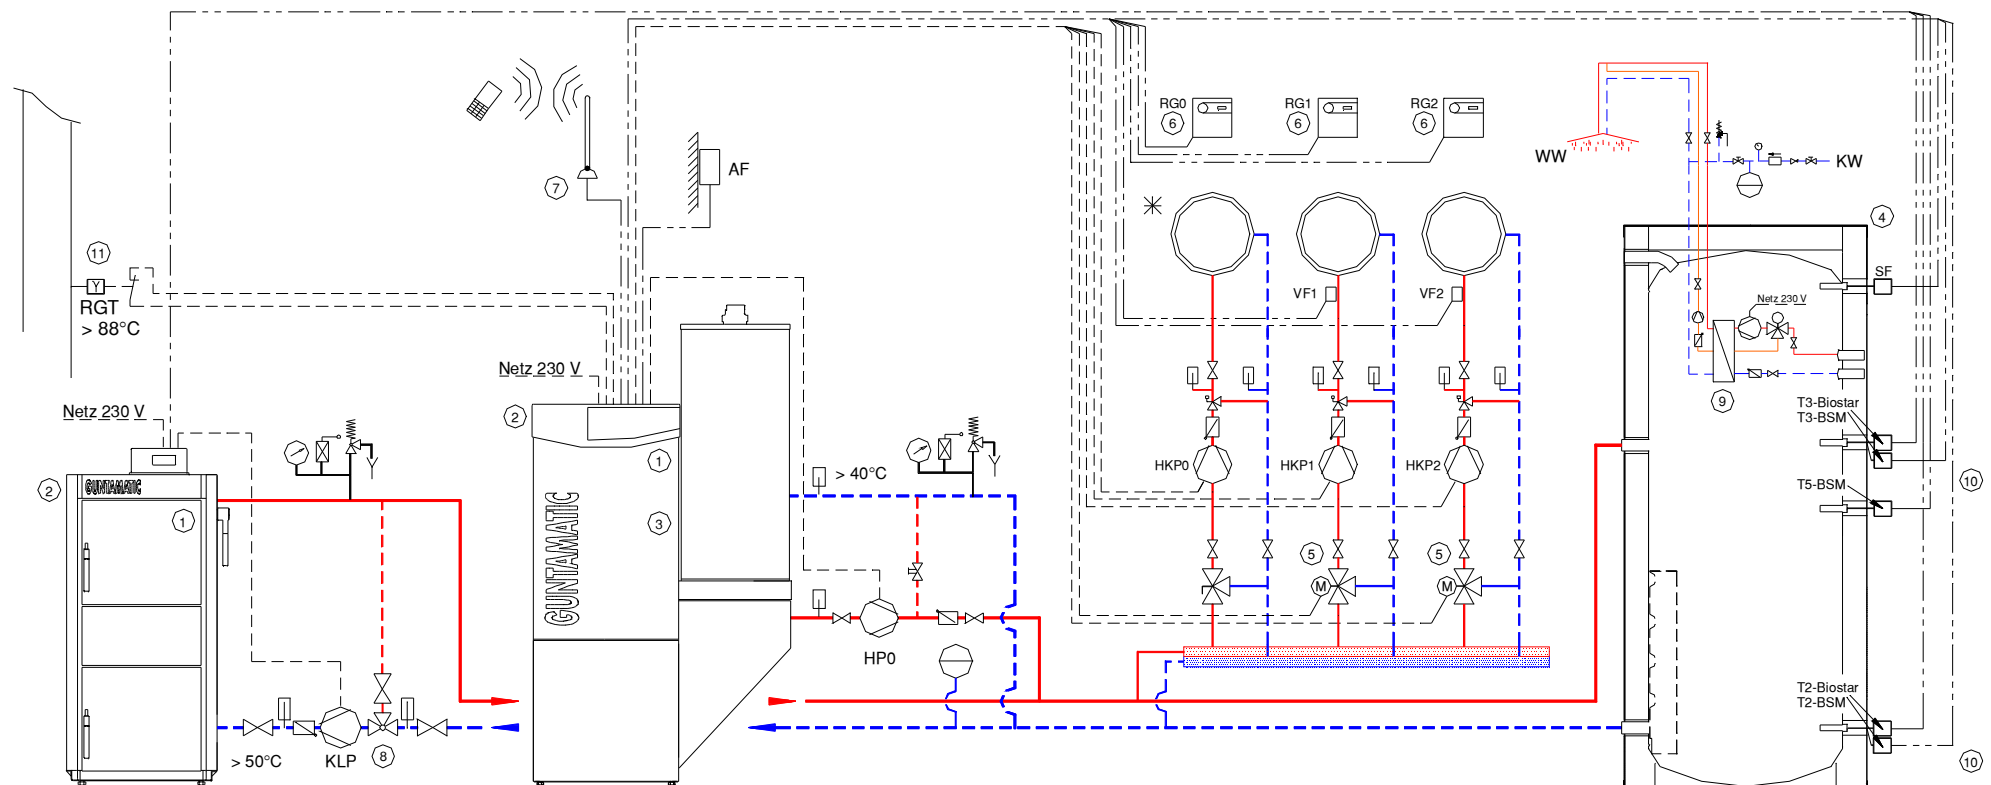 RG0
6
RG1
6
RG2
6
WW
KW
7
AF
4
11
Y
RGT
> 88°C
SF
VF1
VF2
Netz 230 V
Netz 230 V
9
2
Netz 230 V
T3-Biostar
T3-BSM
HKP0
HKP1
HKP2
1
> 40°C
10
T5-BSM
2
GUNTAMATIC
1
3
GUNTAMATIC
5
5
M
M
HP0
T2-Biostar
T2-BSM
> 50°C
KLP
8
10